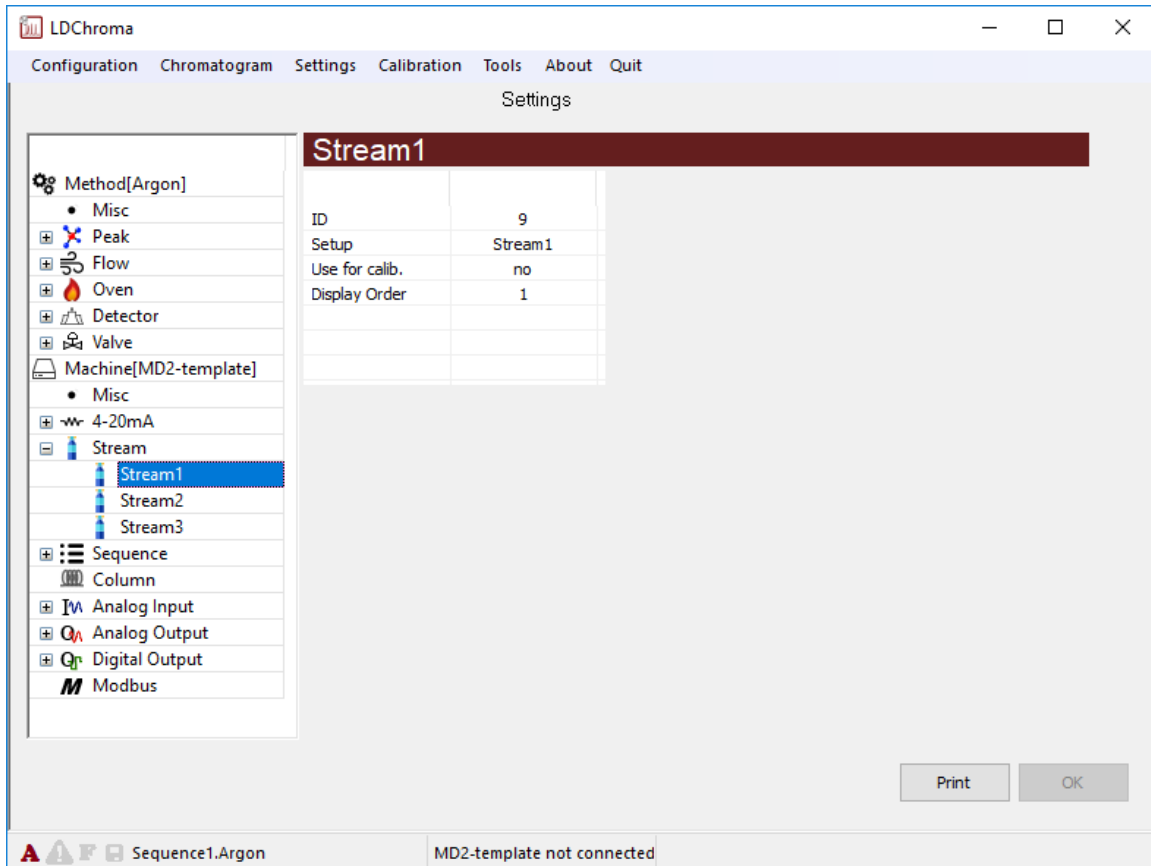 LDChroma
Configuration Chromatogram Settings Calibration Tools About Quit
Settings
Method[Argon]
Misc
Peak
Flow
Oven
Detector
Valve
Machine[MD2-template]
Misc
4-20mA
Stream
Stream1
Stream2
Stream3
Sequence
Column
Analog Input
Analog Output
Digital Output
Modbus
Stream1
ID 9
Setup Stream1
Use for calib. no
Display Order 1
Print OK
A F Sequence1.Argon MD2-template not connected